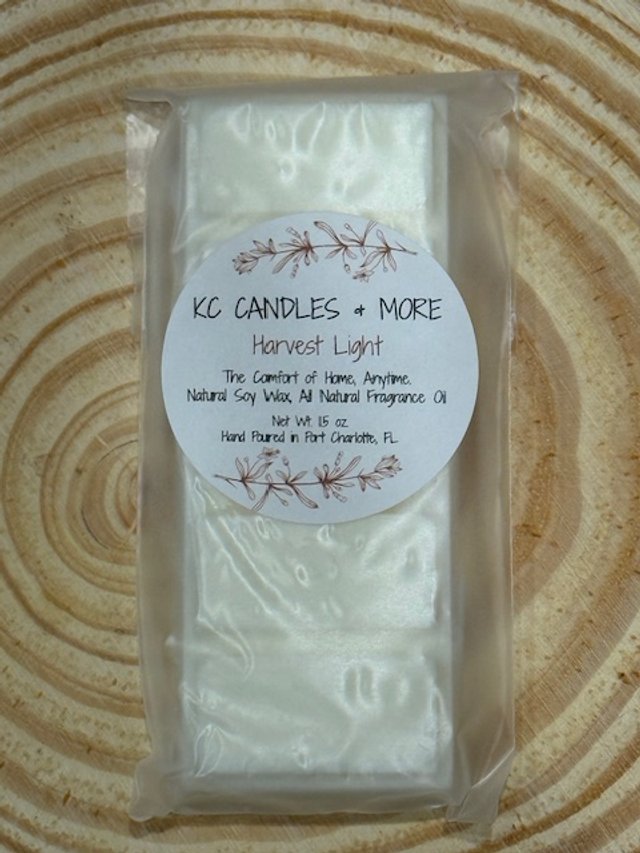 KC CANDLES & MORE
Harvest Light
The Comfort of Home, Anytime.
Natural Soy Wax, All Natural Fragrance Oil
Net Wt. 1.15 oz
Hand Poured in Port Charlotte, FL